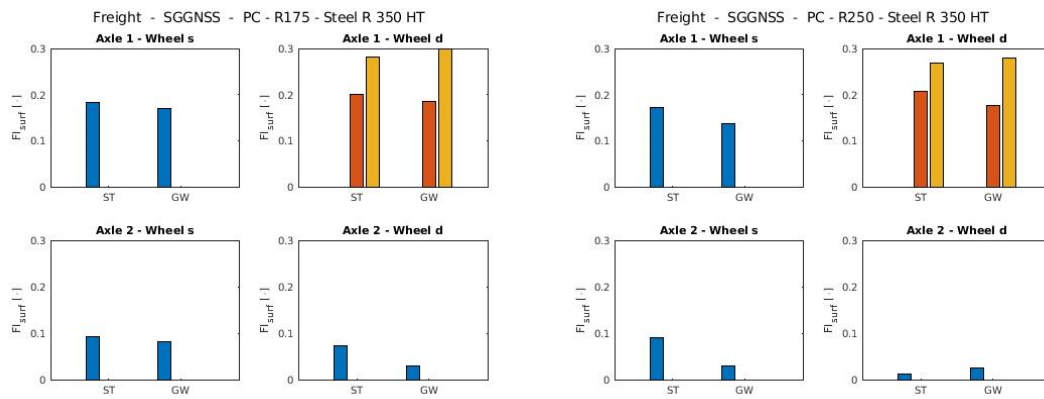 Freight - SGGNSS - PC - R175 - Steel R 350 HT
Axle 1 - Wheel s
0.3
0.2
0.1
0
FI_surf [-]
ST GW
Axle 1 - Wheel d
0.3
0.2
0.1
0
FI_surf [-]
ST GW
Axle 2 - Wheel s
0.3
0.2
0.1
0
FI_surf [-]
ST GW
Axle 2 - Wheel d
0.3
0.2
0.1
0
FI_surf [-]
ST GW
Freight - SGGNSS - PC - R250 - Steel R 350 HT
Axle 1 - Wheel s
0.3
0.2
0.1
0
FI_surf [-]
ST GW
Axle 1 - Wheel d
0.3
0.2
0.1
0
FI_surf [-]
ST GW
Axle 2 - Wheel s
0.3
0.2
0.1
0
FI_surf [-]
ST GW
Axle 2 - Wheel d
0.3
0.2
0.1
0
FI_surf [-]
ST GW